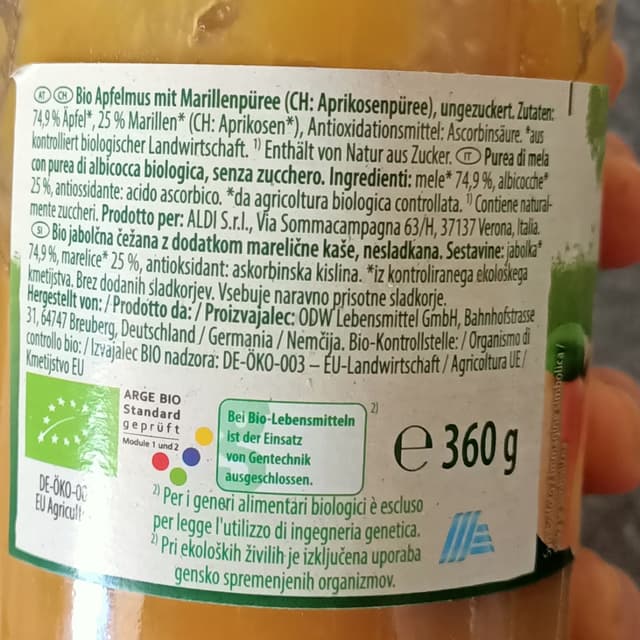 AT CH Bio Apfelmus mit Marillenpüree (CH: Aprikosenpüree), ungezuckert. Zutaten:
74,9 % Äpfel*, 25 % Marillen* (CH: Aprikosen*), Antioxidationsmittel: Ascorbinsäure. *aus
kontrolliert biologischer Landwirtschaft. ¹⁾ Enthält von Natur aus Zucker. IT Purea di mela
con purea di albicocca biologica, senza zucchero. Ingredienti: mele* 74,9 %, albicocche*
25 %, antiossidante: acido ascorbico. *da agricoltura biologica controllata. ¹⁾ Contiene natural-
mente zuccheri. Prodotto per: ALDI S.r.l., Via Sommacampagna 63/H, 37137 Verona, Italia.
SI Bio jabolčna čežana z dodatkom marelične kaše, nesladkana. Sestavine: jabolka*
74,9 %, marelice* 25 %, antioksidant: askorbinska kislina. *iz kontroliranega ekološkega
kmetijstva. Brez dodanih sladkorjev. Vsebuje naravno prisotne sladkorje.
Hergestellt von: / Prodotto da: / Proizvajalec: ODW Lebensmittel GmbH, Bahnhofstrasse
31, 64747 Breuberg, Deutschland / Germania / Nemčija. Bio-Kontrollstelle: / Organismo di
controllo bio: / Izvajalec BIO nadzora: DE-ÖKO-003 – EU-Landwirtschaft / Agricoltura UE /
Kmetijstvo EU
ARGE BIO
Standard
geprüft
Module 1 und 2
DE-ÖKO-00
EU Agricult
Bei Bio-Lebensmitteln
ist der Einsatz
von Gentechnik
ausgeschlossen.
²⁾
e 360 g
²⁾ Per i generi alimentari biologici è escluso
per legge l'utilizzo di ingegneria genetica.
²⁾ Pri ekoloških živilih je izključena uporaba
gensko spremenjenih organizmov.